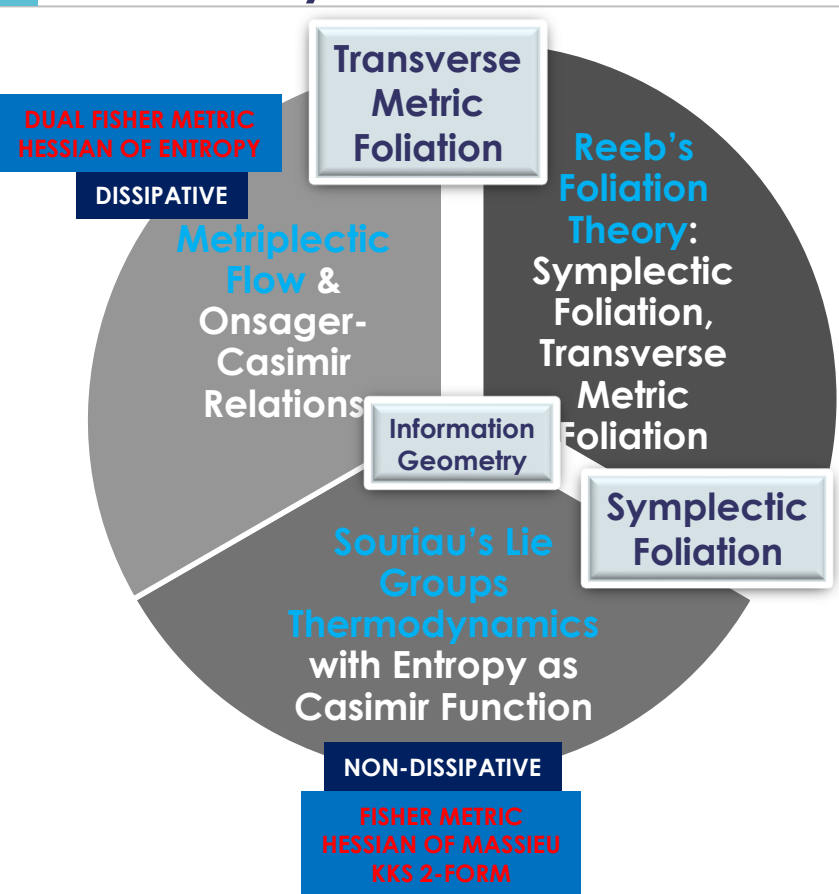 Transverse
Metric
Foliation
DUAL FISHER METRIC
HESSIAN OF ENTROPY
DISSIPATIVE
Metriplectic
Flow &
Onsager-
Casimir
Relations
Reeb’s
Foliation
Theory:
Symplectic
Foliation,
Transverse
Metric
Foliation
Information
Geometry
Symplectic
Foliation
Souriau’s Lie
Groups
Thermodynamics
with Entropy as
Casimir Function
NON-DISSIPATIVE
FISHER METRIC
HESSIAN OF MASSIEU
KKS 2-FORM